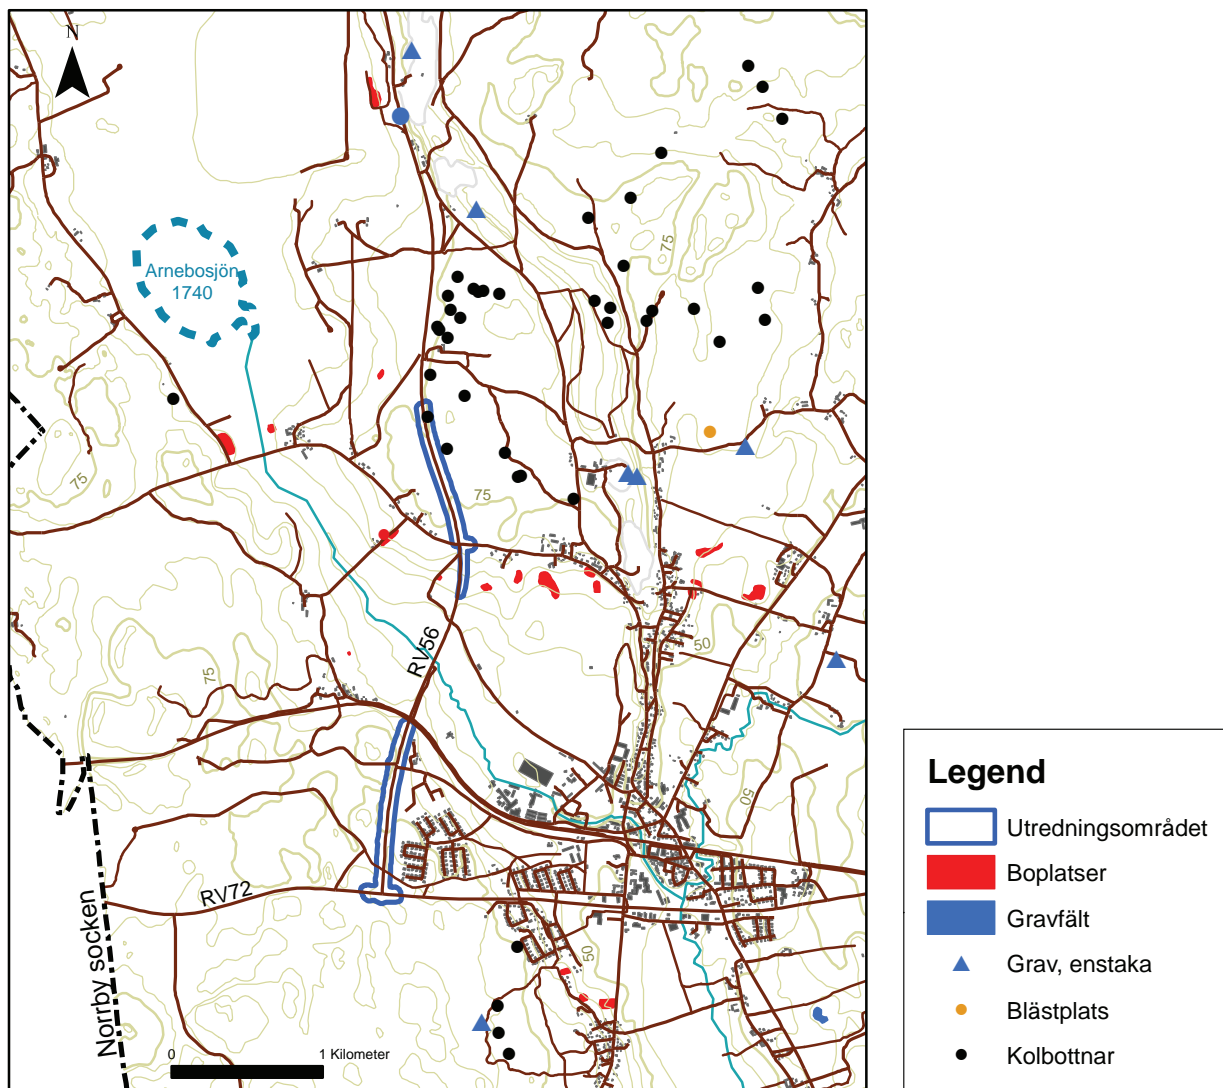 N
Arnebosjön
1740
75
75
75
75
50
50
50
RV56
RV72
Norrby socken
0
1 Kilometer
Legend
Utredningsområdet
Boplatser
Gravfält
Grav, enstaka
Blästplats
Kolbottnar